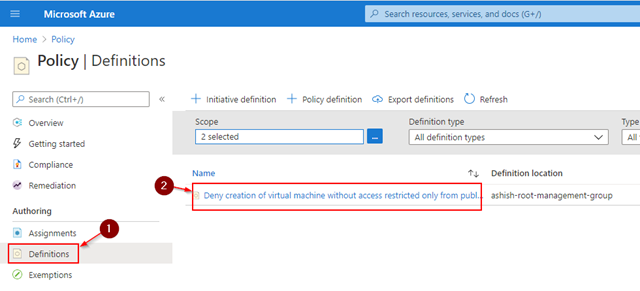 Microsoft Azure
Search resources, services, and docs (G+/)
Home > Policy
Policy | Definitions
Search (Ctrl+/)
«
Overview
Getting started
Compliance
Remediation
Authoring
Assignments
Definitions
Exemptions
1
+ Initiative definition + Policy definition Export definitions Refresh
Scope Definition type Type
2 selected ... All definition types All
Name ↑↓ Definition location
2 Deny creation of virtual machine without access restricted only from publ... ashish-root-management-group